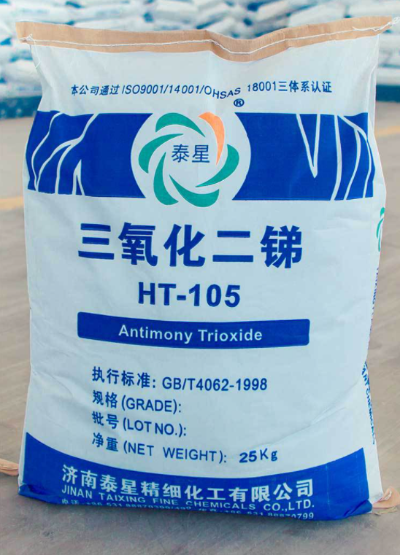 本公司通过ISO9001/14001/OHSAS 18001三体系认证
®
泰星
三氧化二锑
HT-105
Antimony Trioxide
执行标准: GB/T4062-1998
规格(GRADE):
批号(LOT NO.):
净重(NET WEIGHT): 25Kg
济南泰星精细化工有限公司
JINAN TAIXING FINE CHEMICALS CO.,LTD.